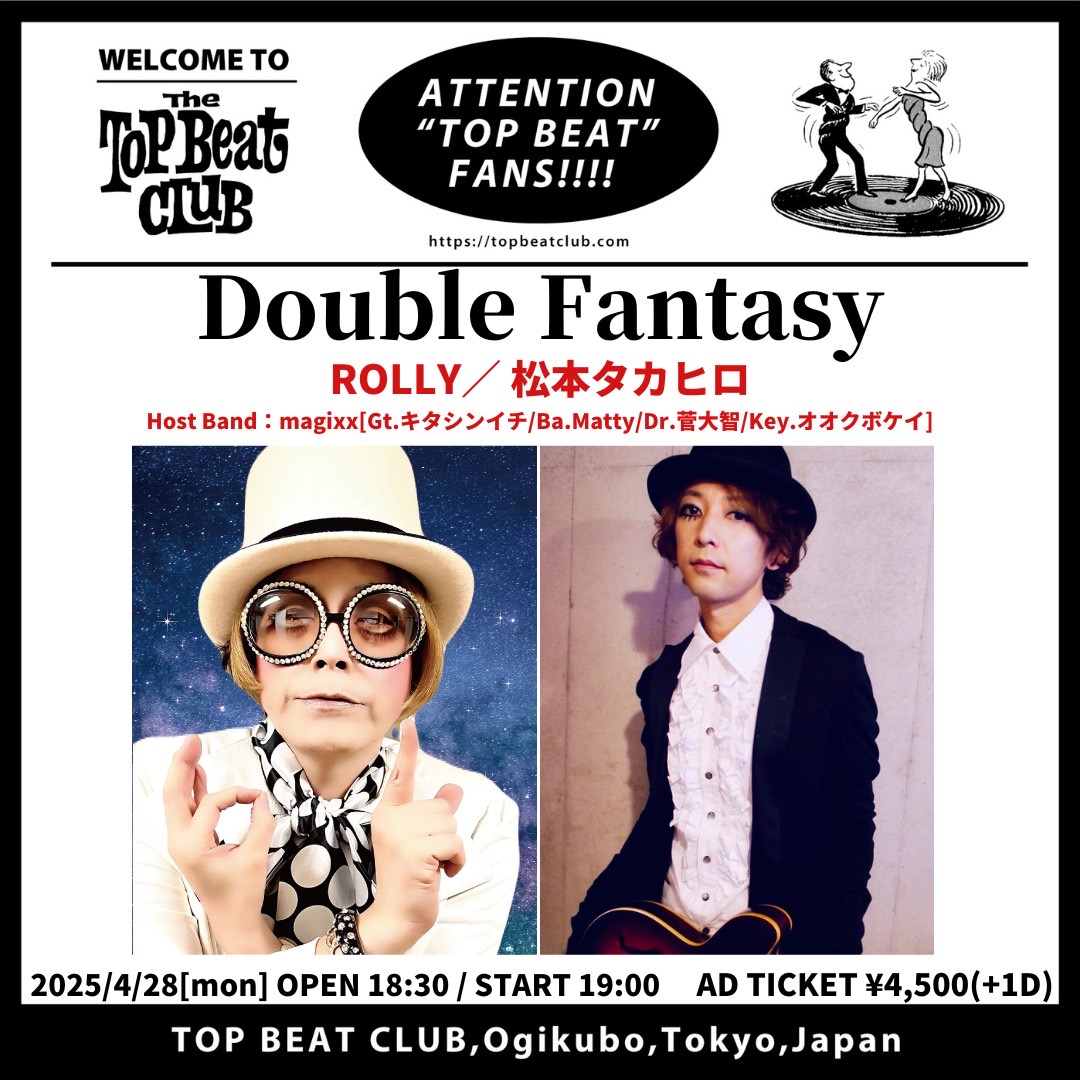 WELCOME TO
The
Top Beat
CLUB
ATTENTION
“TOP BEAT”
FANS!!!!
https://topbeatclub.com
Double Fantasy
ROLLY／ 松本タカヒロ
Host Band：magixx[Gt.キタシンイチ/Ba.Matty/Dr.菅大智/Key.オオクボケイ]
2025/4/28[mon] OPEN 18:30 / START 19:00 AD TICKET ¥4,500(+1D)
TOP BEAT CLUB,Ogikubo,Tokyo,Japan